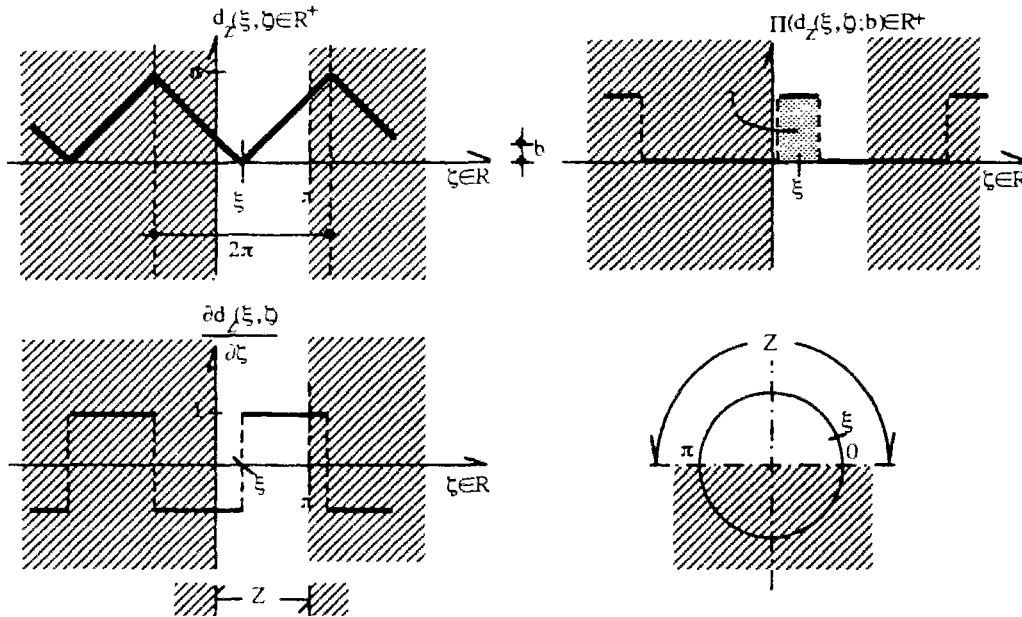 d_Z(ξ,ζ)∈R⁺
π
ζ∈R
ξ
π
2π
Π(d_Z(ξ,ζ);b)∈R⁺
1
b
ξ
ζ∈R
∂d_Z(ξ,ζ)
∂ζ
1
ξ
π
ζ∈R
Z
Z
ξ
π
0